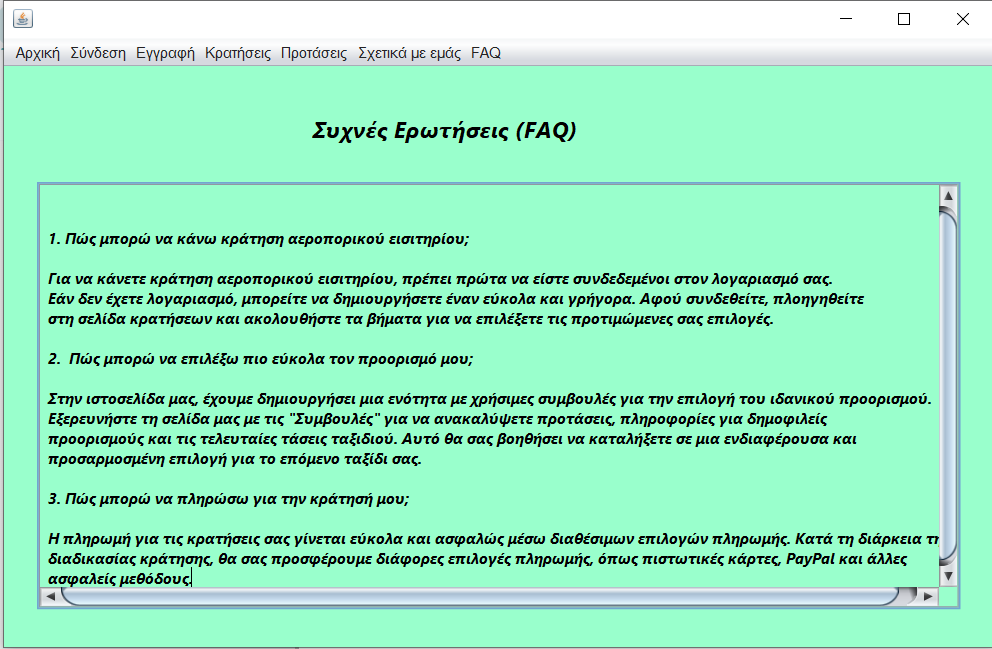 Αρχική Σύνδεση Εγγραφή Κρατήσεις Προτάσεις Σχετικά με εμάς FAQ
Συχνές Ερωτήσεις (FAQ)
1. Πώς μπορώ να κάνω κράτηση αεροπορικού εισιτηρίου;
Για να κάνετε κράτηση αεροπορικού εισιτηρίου, πρέπει πρώτα να είστε συνδεδεμένοι στον λογαριασμό σας.
Εάν δεν έχετε λογαριασμό, μπορείτε να δημιουργήσετε έναν εύκολα και γρήγορα. Αφού συνδεθείτε, πλοηγηθείτε
στη σελίδα κρατήσεων και ακολουθήστε τα βήματα για να επιλέξετε τις προτιμώμενες σας επιλογές.
2.  Πώς μπορώ να επιλέξω πιο εύκολα τον προορισμό μου;
Στην ιστοσελίδα μας, έχουμε δημιουργήσει μια ενότητα με χρήσιμες συμβουλές για την επιλογή του ιδανικού προορισμού.
Εξερευνήστε τη σελίδα μας με τις "Συμβουλές" για να ανακαλύψετε προτάσεις, πληροφορίες για δημοφιλείς
προορισμούς και τις τελευταίες τάσεις ταξιδιού. Αυτό θα σας βοηθήσει να καταλήξετε σε μια ενδιαφέρουσα και
προσαρμοσμένη επιλογή για το επόμενο ταξίδι σας.
3. Πώς μπορώ να πληρώσω για την κράτησή μου;
Η πληρωμή για τις κρατήσεις σας γίνεται εύκολα και ασφαλώς μέσω διαθέσιμων επιλογών πληρωμής. Κατά τη διάρκεια
διαδικασίας κράτησης, θα σας προσφέρουμε διάφορες επιλογές πληρωμής, όπως πιστωτικές κάρτες, PayPal και άλλες
ασφαλείς μεθόδους.